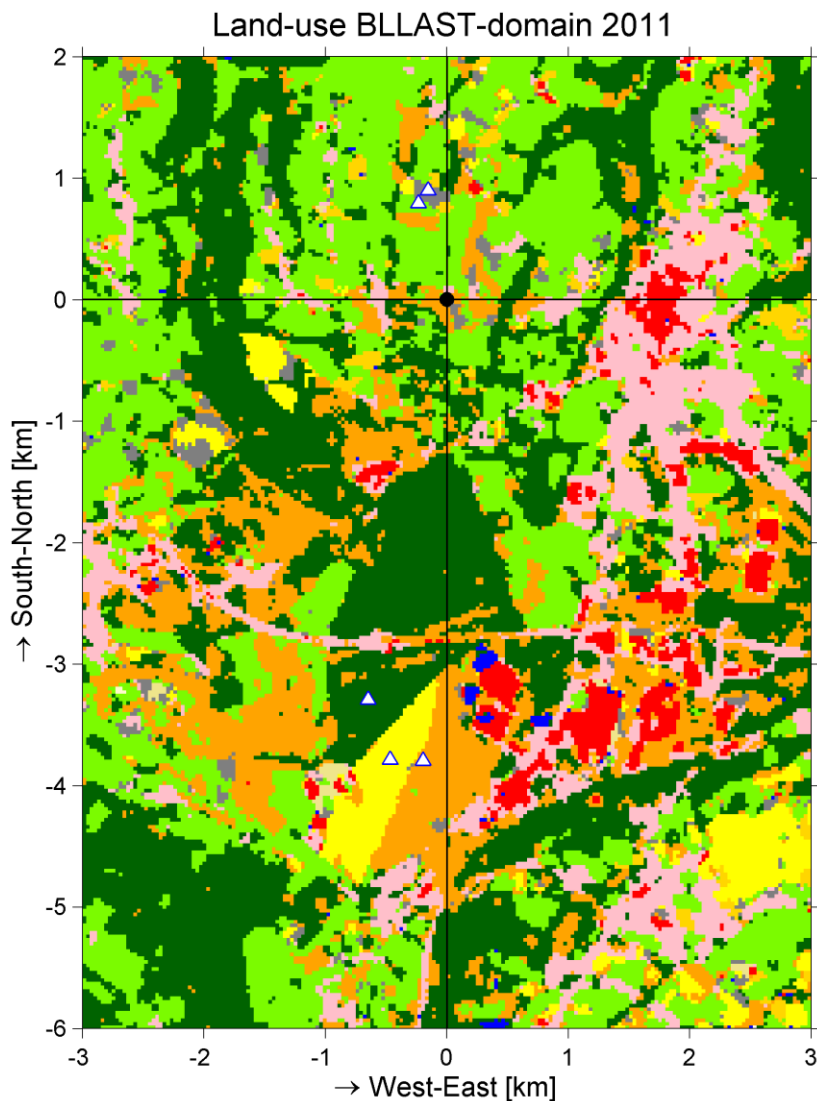 Land-use BLLAST-domain 2011
2
1
0
-1
-2
-3
-4
-5
-6
→ South-North [km]
-3 -2 -1 0 1 2 3
→ West-East [km]